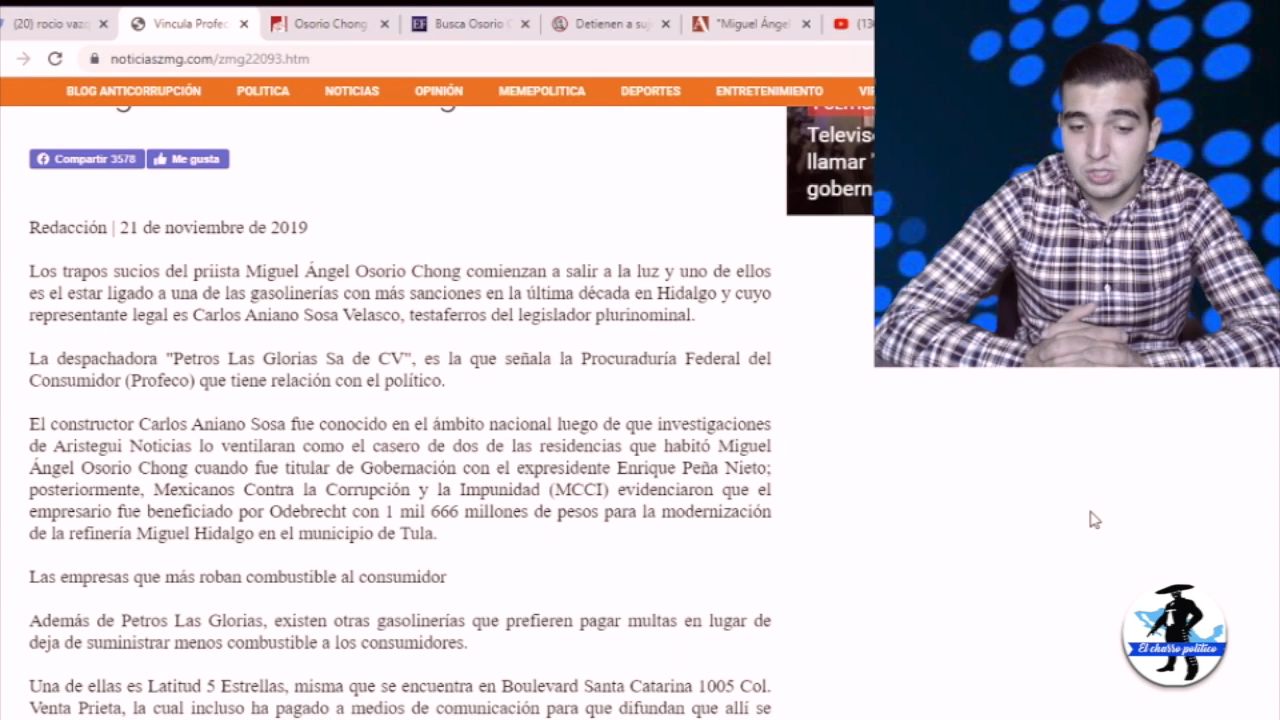 (20) rocio vazq
Vincula Profec
Osorio Chong
EF
Busca Osorio C
Detienen a suj
"Miguel Ángel
(13
noticiaszmg.com/zmg22093.htm
BLOG ANTICORRUPCIÓN POLITICA NOTICIAS OPINIÓN MEMEPOLITICA DEPORTES ENTRETENIMIENTO VI
Compartir 3578 Me gusta
Televis
llamar
gobern
Redacción | 21 de noviembre de 2019
Los trapos sucios del priista Miguel Ángel Osorio Chong comienzan a salir a la luz y uno de ellos
es el estar ligado a una de las gasolinerías con más sanciones en la última década en Hidalgo y cuyo
representante legal es Carlos Aniano Sosa Velasco, testaferros del legislador plurinominal.
La despachadora "Petros Las Glorias Sa de CV", es la que señala la Procuraduría Federal del
Consumidor (Profeco) que tiene relación con el político.
El constructor Carlos Aniano Sosa fue conocido en el ámbito nacional luego de que investigaciones
de Aristegui Noticias lo ventilaran como el casero de dos de las residencias que habitó Miguel
Ángel Osorio Chong cuando fue titular de Gobernación con el expresidente Enrique Peña Nieto;
posteriormente, Mexicanos Contra la Corrupción y la Impunidad (MCCI) evidenciaron que el
empresario fue beneficiado por Odebrecht con 1 mil 666 millones de pesos para la modernización
de la refinería Miguel Hidalgo en el municipio de Tula.
Las empresas que más roban combustible al consumidor
Además de Petros Las Glorias, existen otras gasolinerías que prefieren pagar multas en lugar de
deja de suministrar menos combustible a los consumidores.
Una de ellas es Latitud 5 Estrellas, misma que se encuentra en Boulevard Santa Catarina 1005 Col.
Venta Prieta, la cual incluso ha pagado a medios de comunicación para que difundan que allí se
El charro político